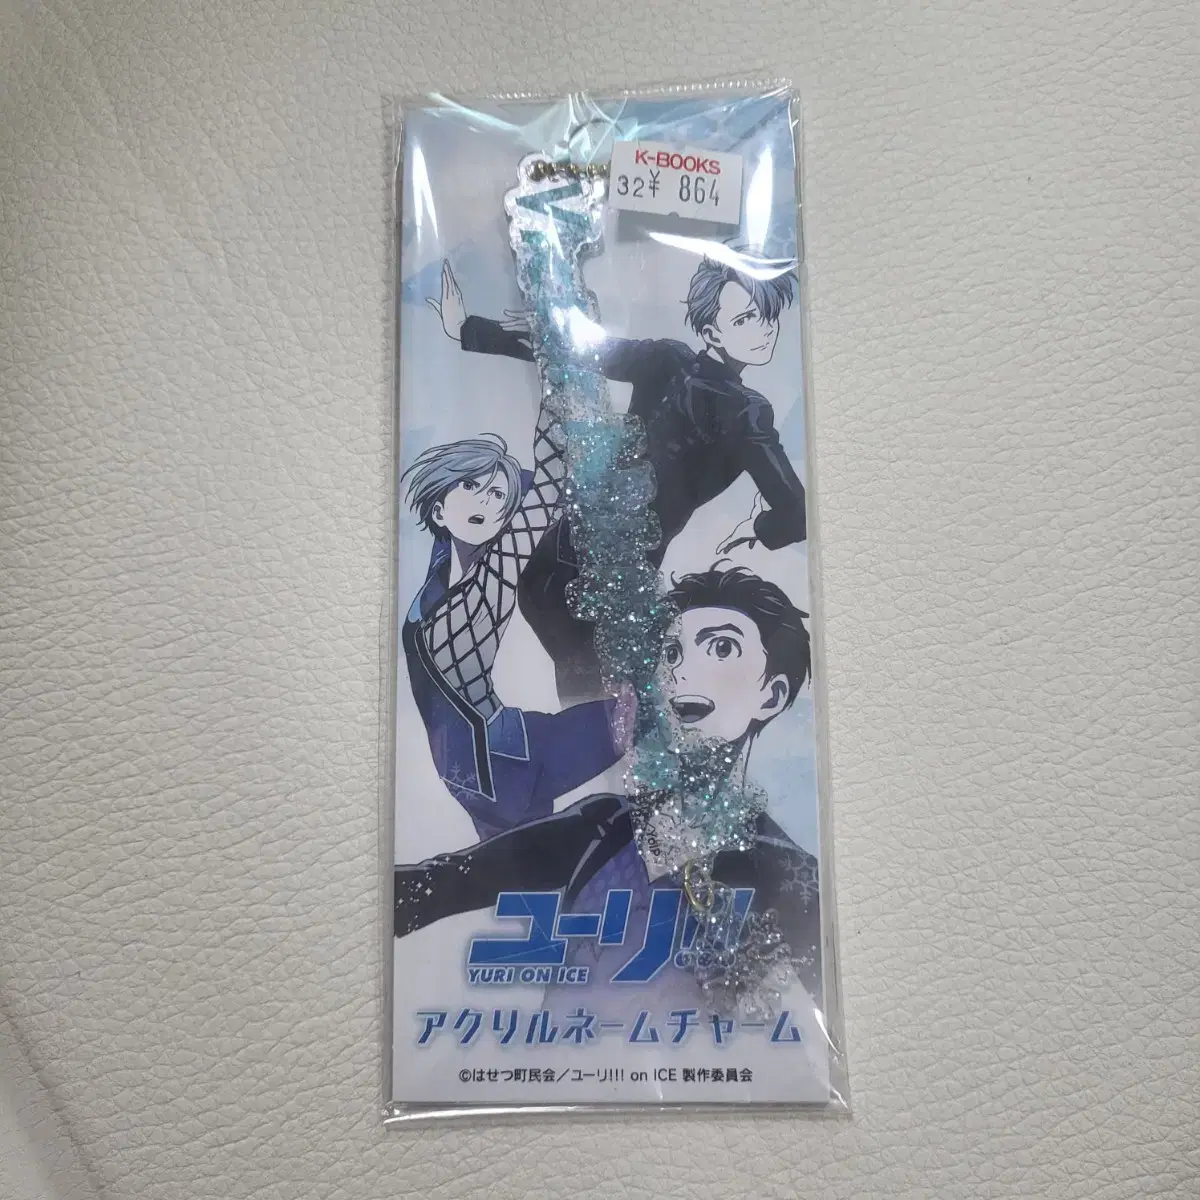 K-BOOKS
32¥ 864
ユーリ!!!
YURI ON ICE
アクリルネームチャーム
©はせつ町民会／ユーリ!!! on ICE 製作委員会